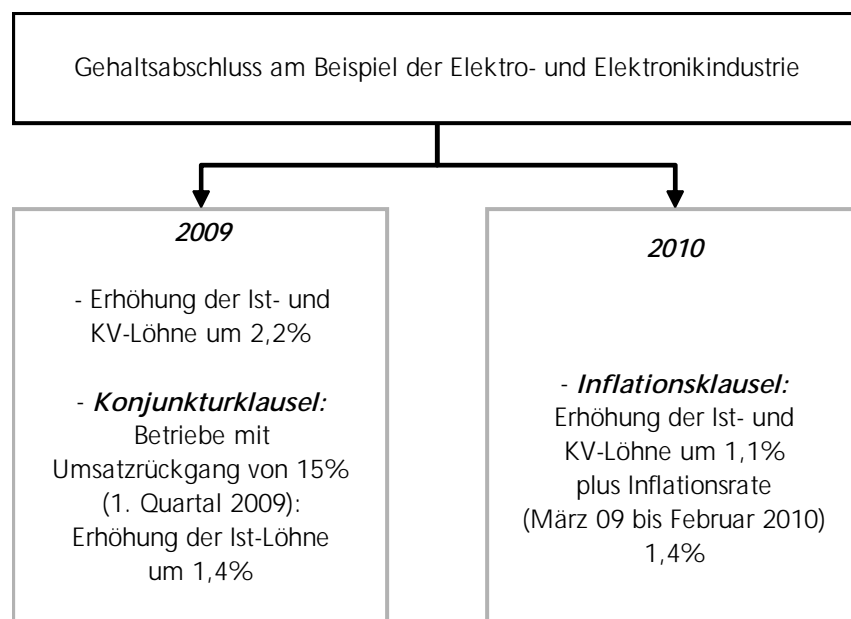 Gehaltsabschluss am Beispiel der Elektro- und Elektronikindustrie
2009
- Erhöhung der Ist- und
KV-Löhne um 2,2%
- Konjunkturklausel:
Betriebe mit
Umsatzrückgang von 15%
(1. Quartal 2009):
Erhöhung der Ist-Löhne
um 1,4%
2010
- Inflationsklausel:
Erhöhung der Ist- und
KV-Löhne um 1,1%
plus Inflationsrate
(März 09 bis Februar 2010)
1,4%